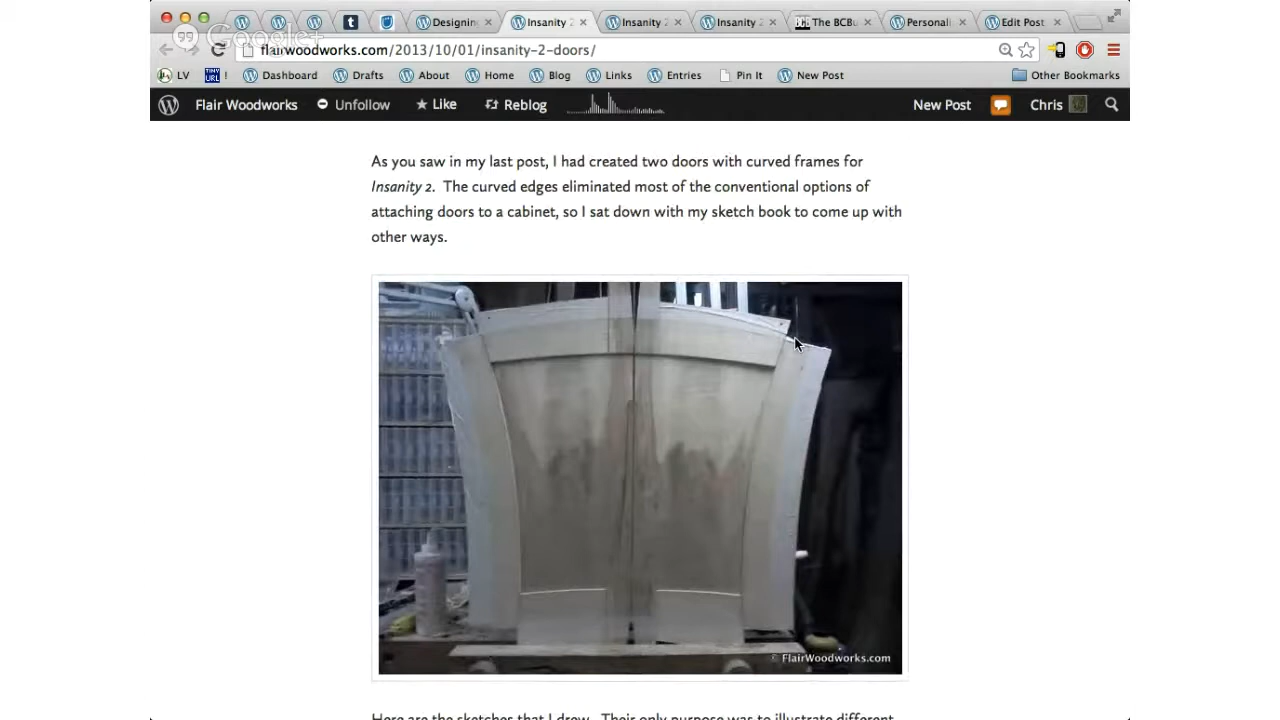 Designin
Insanity 2
Insanity 2
Insanity 2
The BCBu
Personali
Edit Post
Google+
flairwoodworks.com/2013/10/01/insanity-2-doors/
LV
TINY URL
!
Dashboard
Drafts
About
Home
Blog
Links
Entries
Pin It
New Post
Other Bookmarks
Flair Woodworks
Unfollow
Like
Reblog
New Post
Chris
As you saw in my last post, I had created two doors with curved frames for
Insanity 2. The curved edges eliminated most of the conventional options of
attaching doors to a cabinet, so I sat down with my sketch book to come up with
other ways.
© FlairWoodworks.com
Here are the sketches that I drew. Their only purpose was to illustrate different